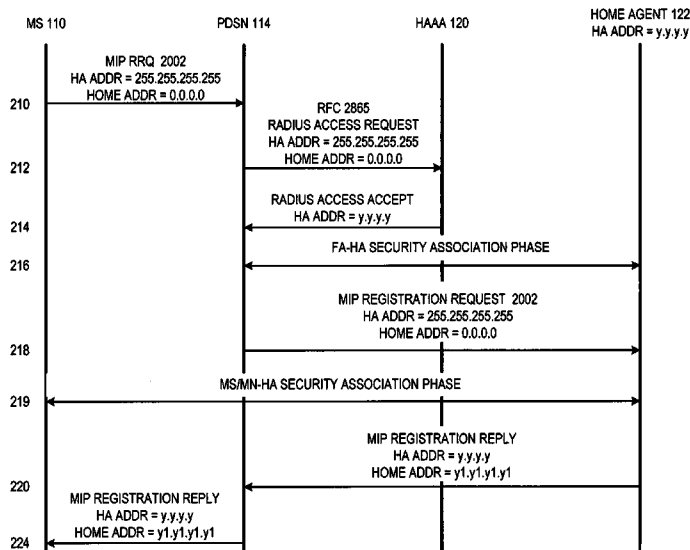 MS 110
PDSN 114
HAAA 120
HOME AGENT 122
HA ADDR = y.y.y.y
MIP RRQ 2002
HA ADDR = 255.255.255.255
HOME ADDR = 0.0.0.0
210
RFC 2865
RADIUS ACCESS REQUEST
HA ADDR = 255.255.255.255
HOME ADDR = 0.0.0.0
212
RADIUS ACCESS ACCEPT
HA ADDR = y.y.y.y
214
FA-HA SECURITY ASSOCIATION PHASE
216
MIP REGISTRATION REQUEST 2002
HA ADDR = 255.255.255.255
HOME ADDR = 0.0.0.0
218
MS/MN-HA SECURITY ASSOCIATION PHASE
219
MIP REGISTRATION REPLY
HA ADDR = y.y.y.y
HOME ADDR = y1.y1.y1.y1
220
MIP REGISTRATION REPLY
HA ADDR = y.y.y.y
HOME ADDR = y1.y1.y1.y1
224